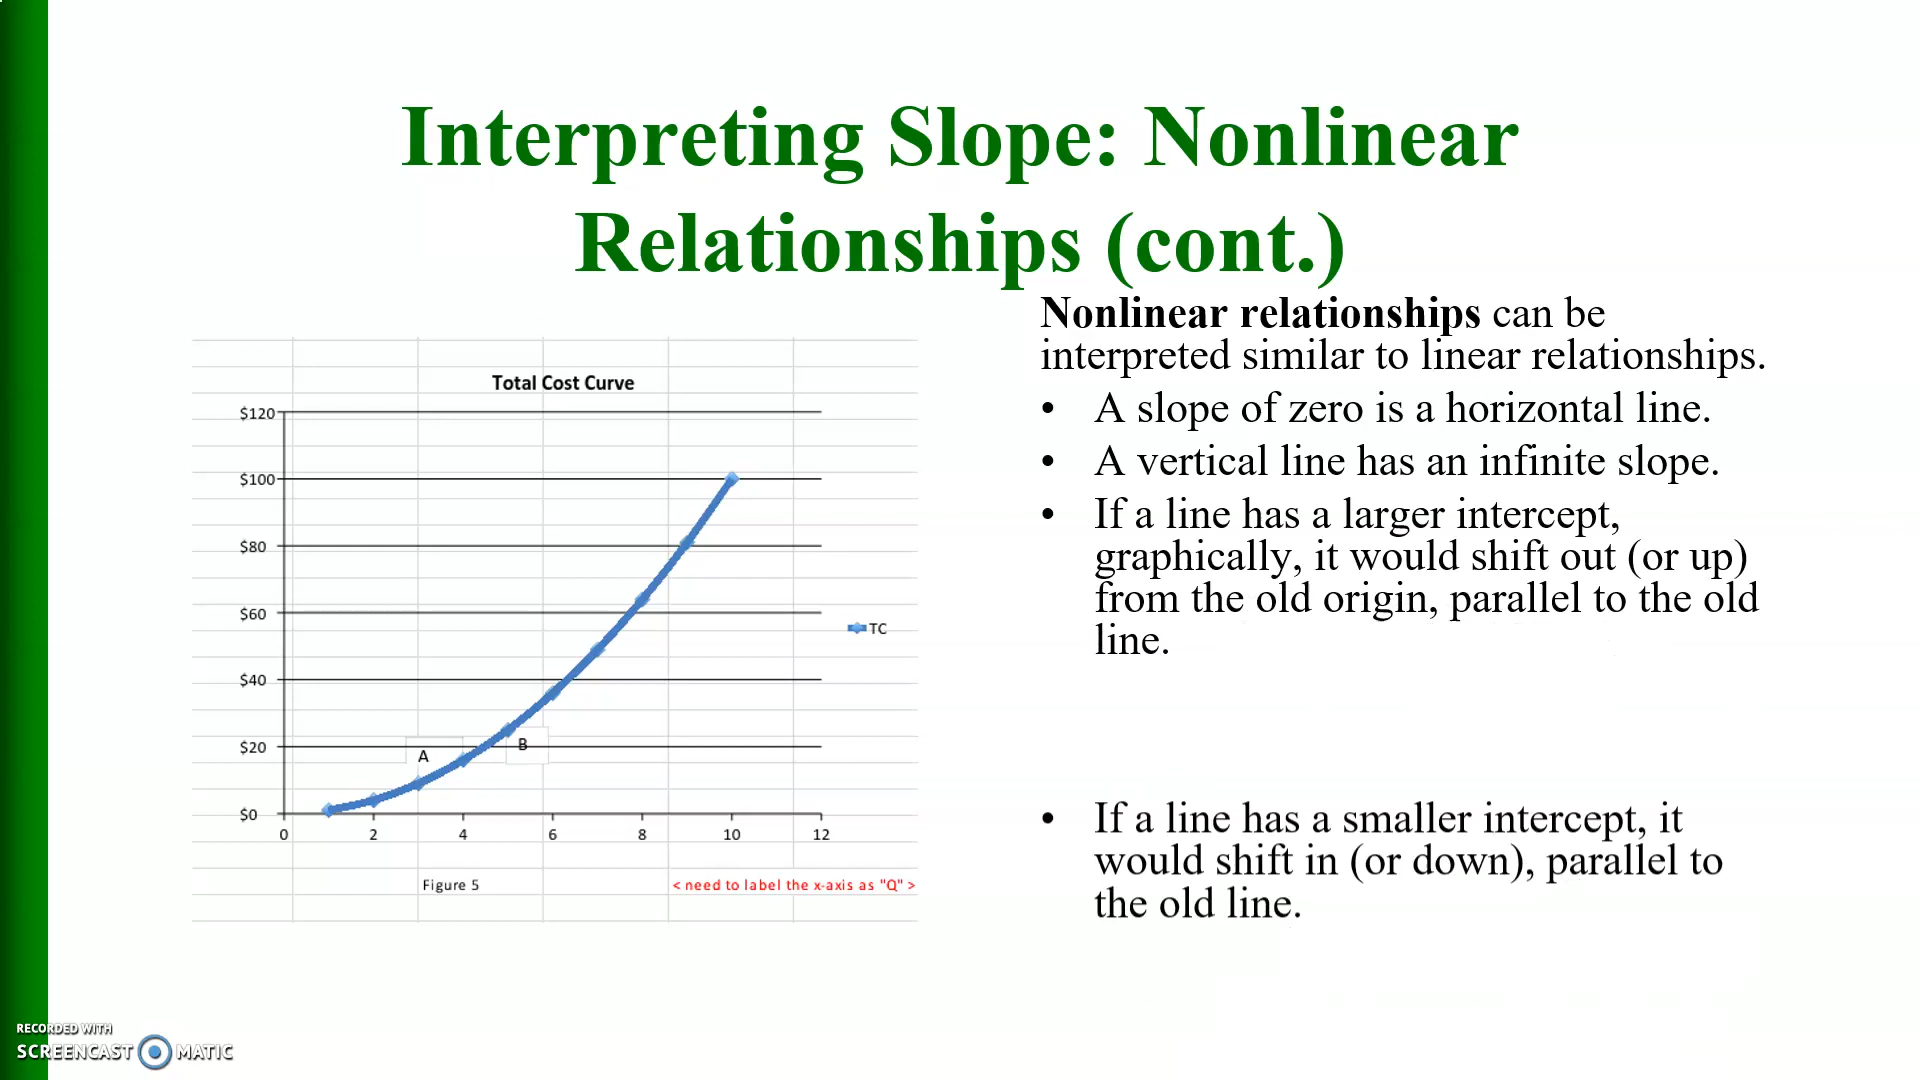 Interpreting Slope: Nonlinear
Relationships (cont.)
Nonlinear relationships can be
interpreted similar to linear relationships.
• A slope of zero is a horizontal line.
• A vertical line has an infinite slope.
• If a line has a larger intercept,
graphically, it would shift out (or up)
from the old origin, parallel to the old
line.
• If a line has a smaller intercept, it
would shift in (or down), parallel to
the old line.
Total Cost Curve
$120
$100
$80
$60
$40
$20
$0
0 2 4 6 8 10 12
A
B
TC
Figure 5
< need to label the x-axis as "Q" >
RECORDED WITH
SCREENCAST MATIC